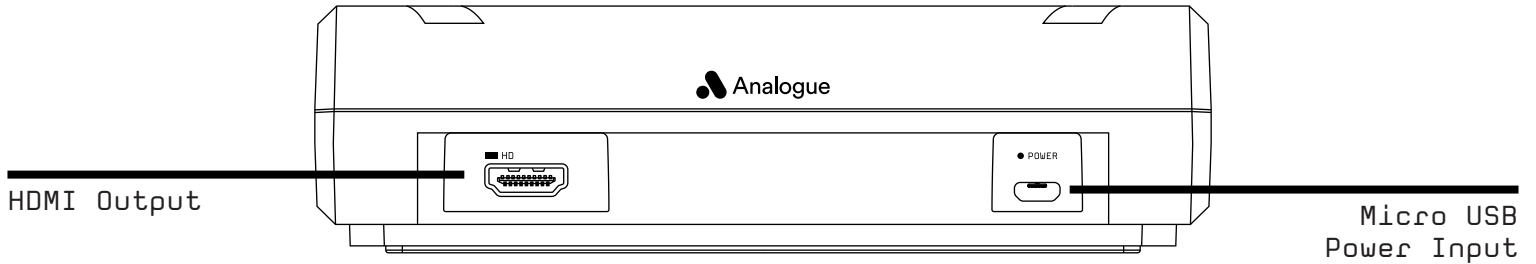 Analogue
HD
POWER
HDMI Output
Micro USB
Power Input